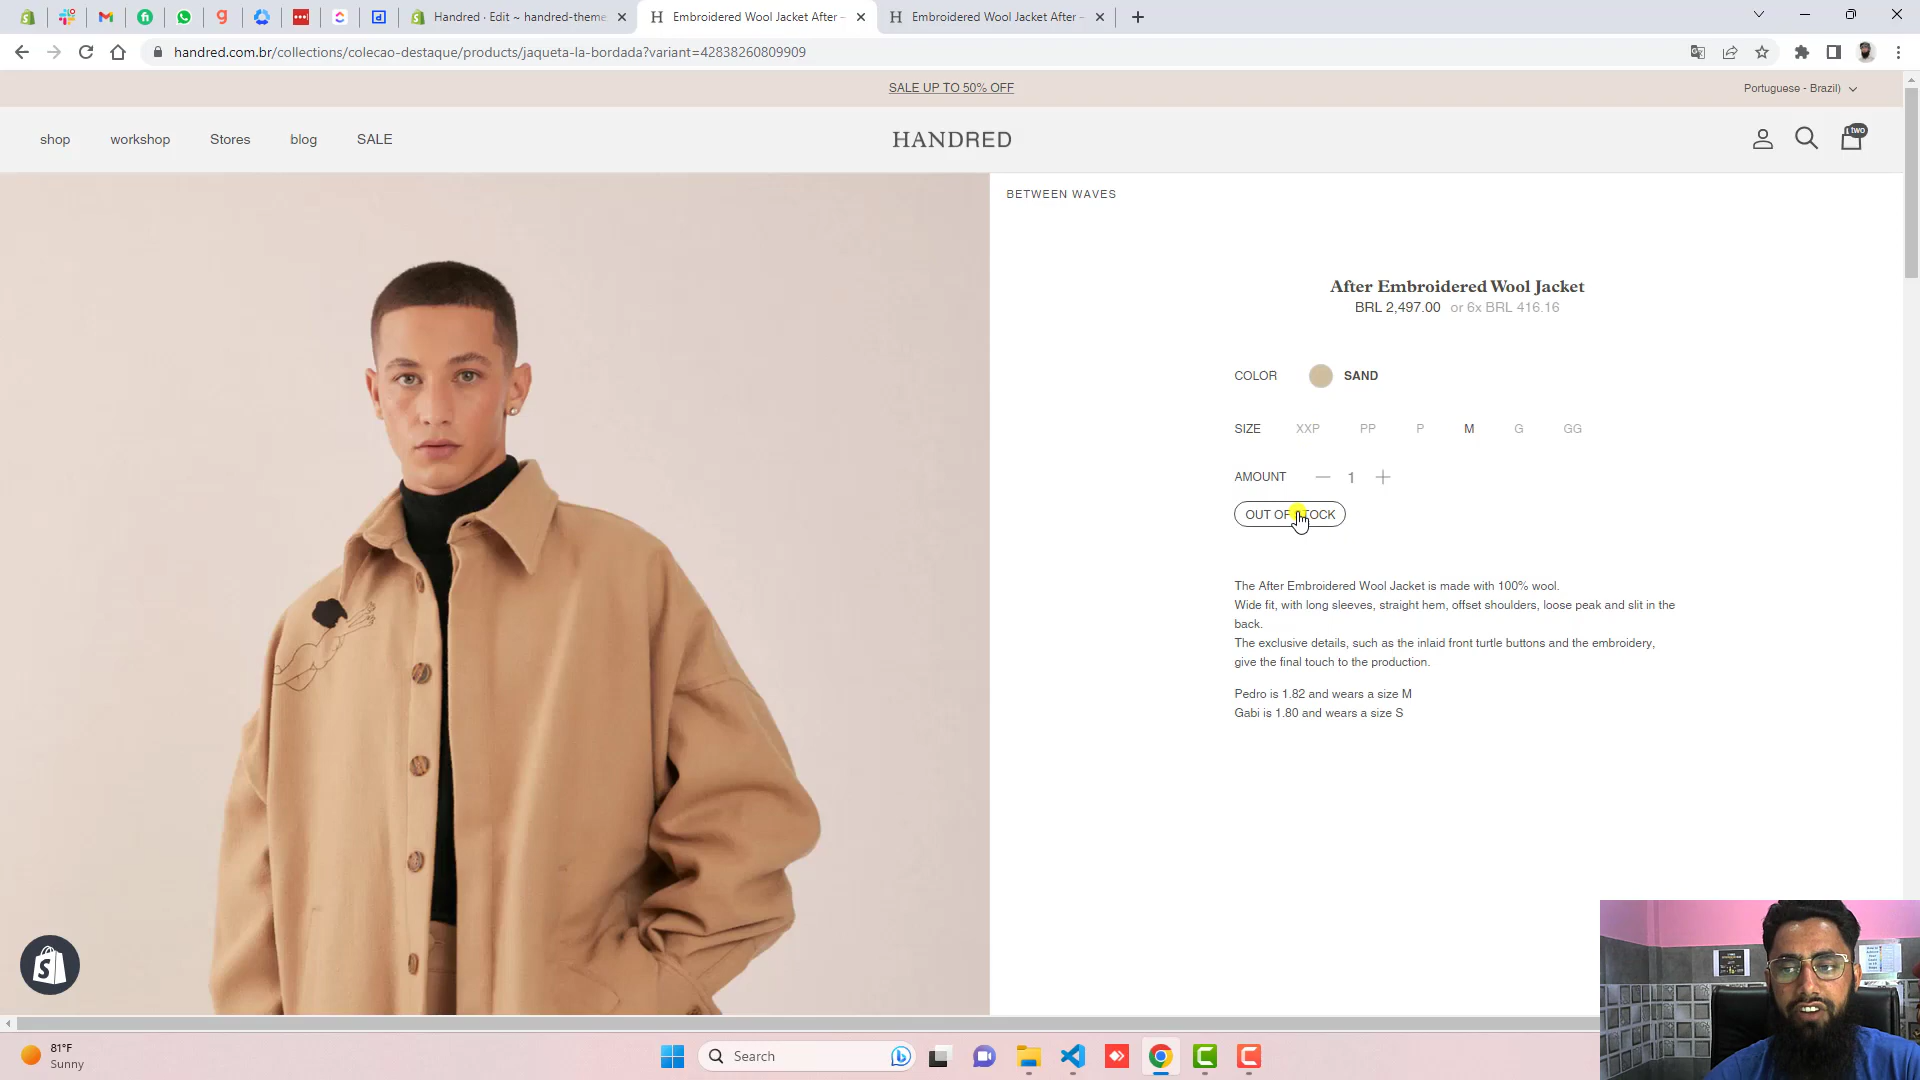 Handred · Edit ~ handred-theme
Embroidered Wool Jacket After –
Embroidered Wool Jacket After –
handred.com.br/collections/colecao-destaque/products/jaqueta-la-bordada?variant=42838260809909
SALE UP TO 50% OFF
Portuguese - Brazil)
shop
workshop
Stores
blog
SALE
HANDRED
two
BETWEEN WAVES
After Embroidered Wool Jacket
BRL 2,497.00 or 6x BRL 416.16
COLOR SAND
SIZE XXP PP P M G GG
AMOUNT — 1 +
OUT OF STOCK
The After Embroidered Wool Jacket is made with 100% wool.
Wide fit, with long sleeves, straight hem, offset shoulders, loose peak and slit in the
back.
The exclusive details, such as the inlaid front turtle buttons and the embroidery,
give the final touch to the production.
Pedro is 1.82 and wears a size M
Gabi is 1.80 and wears a size S
81°F
Sunny
Search